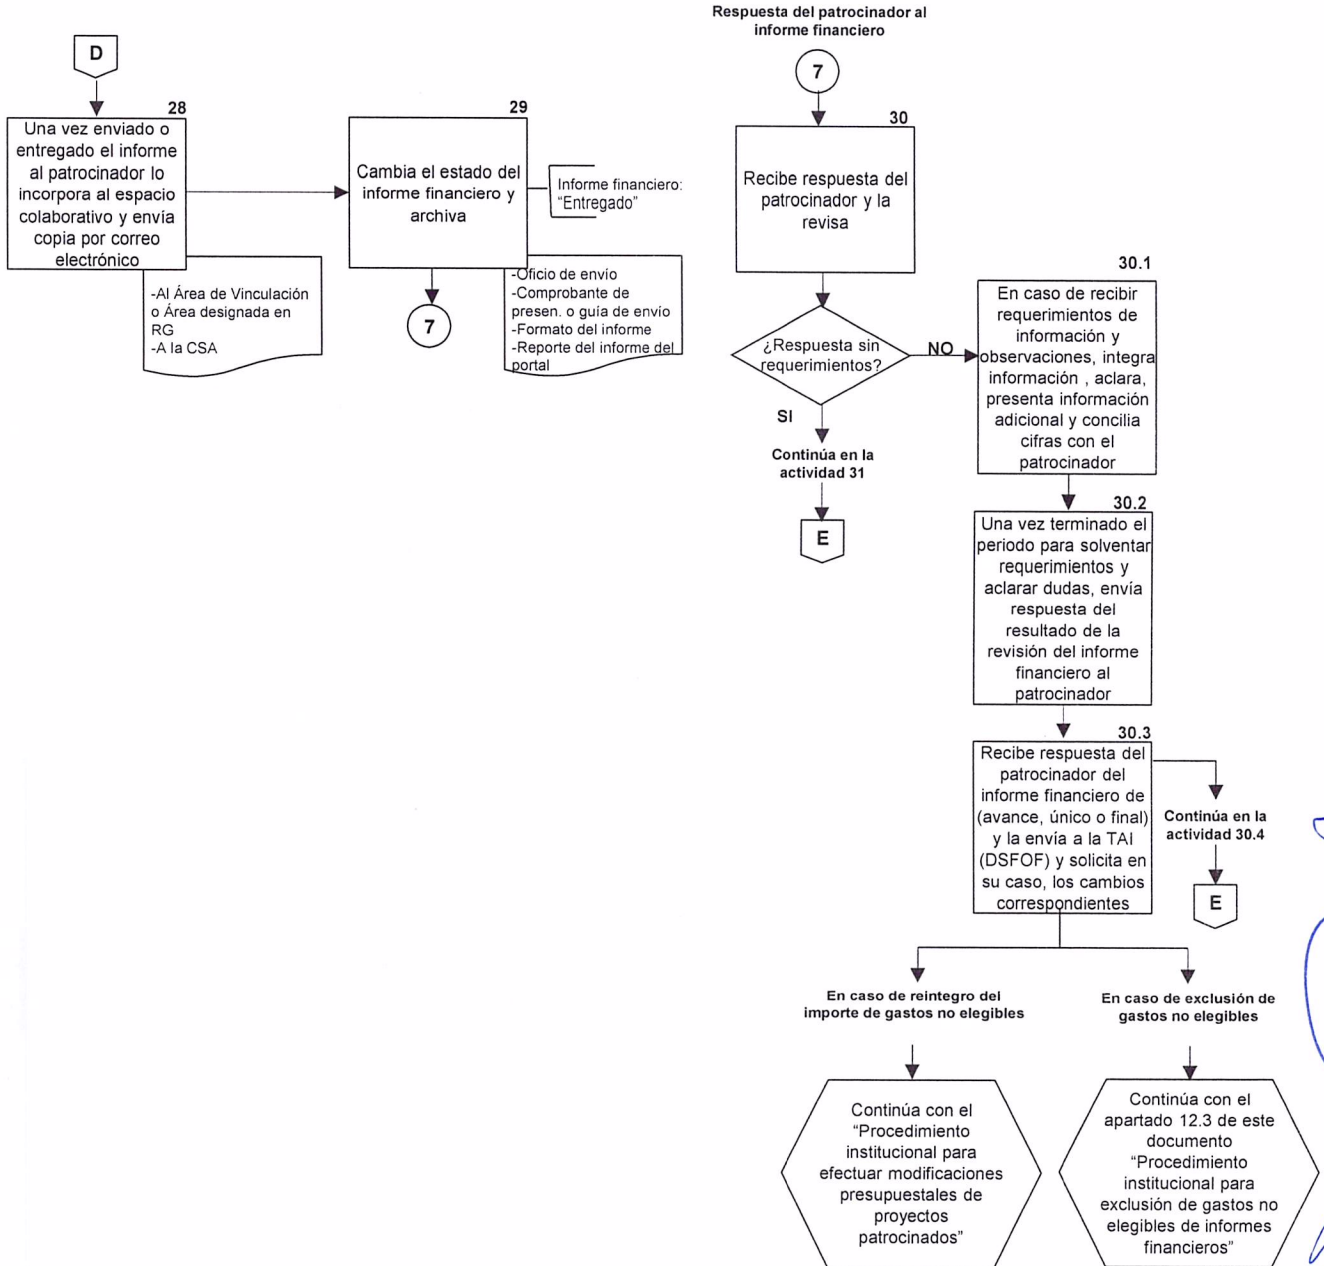 D
28
Una vez enviado o
entregado el informe
al patrocinador lo
incorpora al espacio
colaborativo y envía
copia por correo
electrónico
-Al Área de Vinculación
o Área designada en
RG
-A la CSA
29
Cambia el estado del
informe financiero y
archiva
Informe financiero:
“Entregado”
-Oficio de envío
-Comprobante de
presen. o guía de envío
-Formato del informe
-Reporte del informe del
portal
7
Respuesta del patrocinador al
informe financiero
7
30
Recibe respuesta del
patrocinador y la
revisa
¿Respuesta sin
requerimientos?
NO
SI
Continúa en la
actividad 31
E
30.1
En caso de recibir
requerimientos de
información y
observaciones, integra
información , aclara,
presenta información
adicional y concilia
cifras con el
patrocinador
30.2
Una vez terminado el
periodo para solventar
requerimientos y
aclarar dudas, envía
respuesta del
resultado de la
revisión del informe
financiero al
patrocinador
30.3
Recibe respuesta del
patrocinador del
informe financiero de
(avance, único o final)
y la envía a la TAI
(DSFOF) y solicita en
su caso, los cambios
correspondientes
Continúa en la
actividad 30.4
E
En caso de reintegro del
importe de gastos no elegibles
En caso de exclusión de
gastos no elegibles
Continúa con el
“Procedimiento
institucional para
efectuar modificaciones
presupuestales de
proyectos
patrocinados”
Continúa con el
apartado 12.3 de este
documento
“Procedimiento
institucional para
exclusión de gastos no
elegibles de informes
financieros”